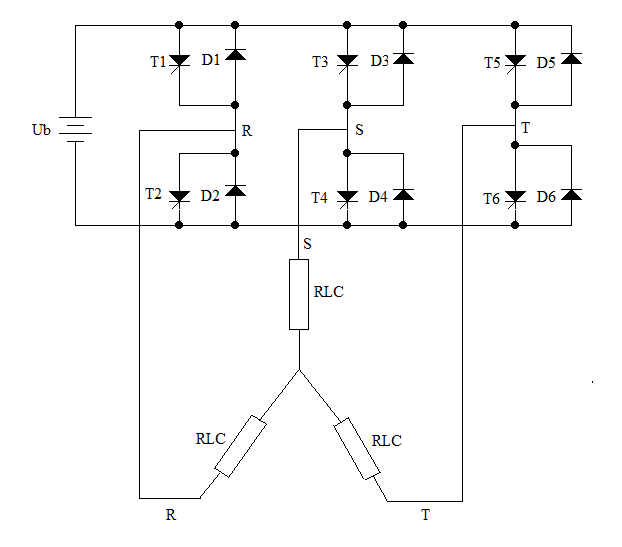 T1 D1 T3 D3 T5 D5
Ub R S T
T2 D2 T4 D4 T6 D6
S
RLC
RLC RLC
R T